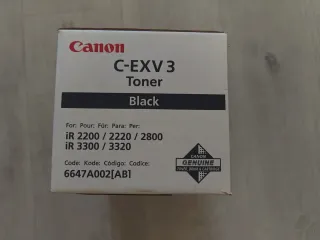 Canon
C-EXV 3
Toner
Black
For: Pour: Für: Para: Per:
iR 2200 / 2220 / 2800
iR 3300 / 3320
Code: Kode: Código: Codice:
6647A002[AB]
CANON
GENUINE